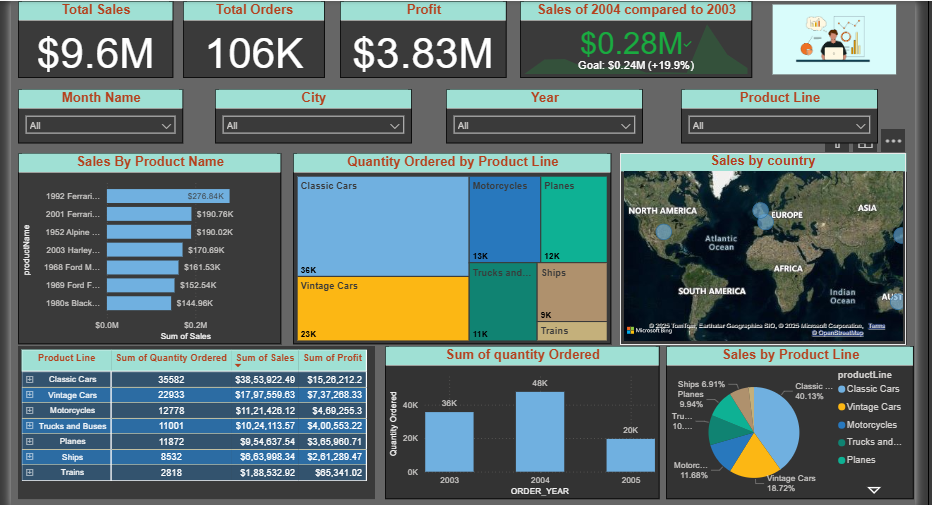 Total Sales
$9.6M
Total Orders
106K
Profit
$3.83M
Sales of 2004 compared to 2003
$0.28M✓
Goal: $0.24M (+19.9%)
Month Name
All
City
All
Year
All
Product Line
All
Sales By Product Name
productName
1992 Ferrari... $276.84K
2001 Ferrari... $190.76K
1952 Alpine ... $190.02K
2003 Harley... $170.69K
1968 Ford M... $161.53K
1969 Ford F... $152.54K
1980s Black... $144.96K
$0.0M $0.2M
Sum of Sales
Quantity Ordered by Product Line
Classic Cars
36K
Vintage Cars
23K
Motorcycles
13K
Planes
12K
Trucks and...
11K
Ships
9K
Trains
Sales by country
NORTH AMERICA
EUROPE
ASIA
Atlantic
Ocean
AFRICA
SOUTH AMERICA
Indian
Ocean
AUST
Microsoft Bing
© 2025 TomTom, Earthstar Geographics SIO, © 2025 Microsoft Corporation, Terms
© OpenStreetMap
Product Line Sum of Quantity Ordered Sum of Sales Sum of Profit
Classic Cars 35582 $38,53,922.49 $15,26,212.2
Vintage Cars 22933 $17,97,559.63 $7,37,268.33
Motorcycles 12778 $11,21,426.12 $4,69,255.3
Trucks and Buses 11001 $10,24,113.57 $4,00,553.22
Planes 11872 $9,54,637.54 $3,65,960.71
Ships 8532 $6,63,998.34 $2,61,289.47
Trains 2818 $1,88,532.92 $65,341.02
Sum of quantity Ordered
Quantity Ordered
40K
20K
0K
36K
48K
20K
2003 2004 2005
ORDER_YEAR
Sales by Product Line
Ships 6.91%
Planes
9.94%
Tru...
10....
Motorc...
11.68%
Vintage Cars
18.72%
Classic ...
40.13%
productLine
Classic Cars
Vintage Cars
Motorcycles
Trucks and...
Planes